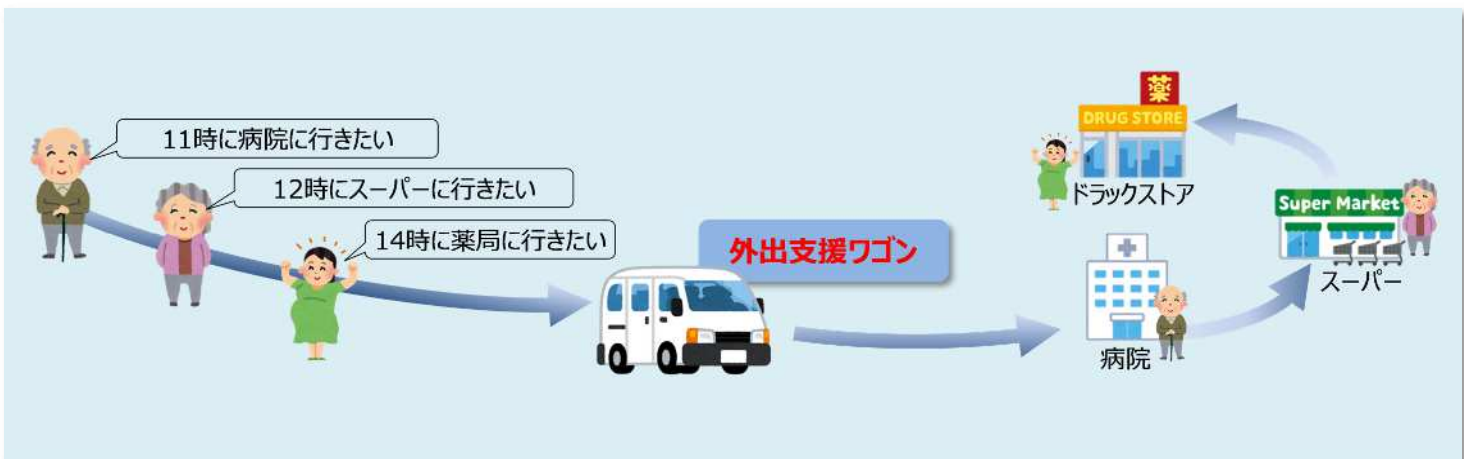 11時に病院に行きたい
12時にスーパーに行きたい
14時に薬局に行きたい
外出支援ワゴン
薬
DRUG STORE
ドラックストア
病院
Super Market
スーパー